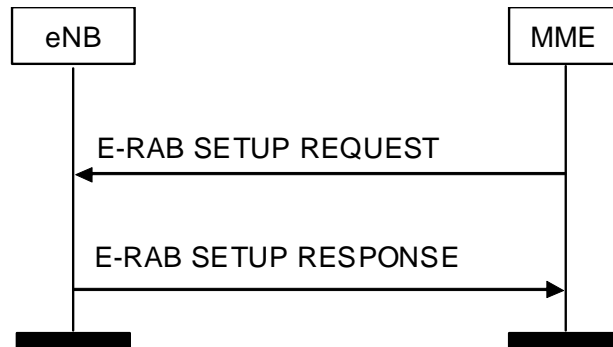 eNB
MME
E-RAB SETUP REQUEST
E-RAB SETUP RESPONSE